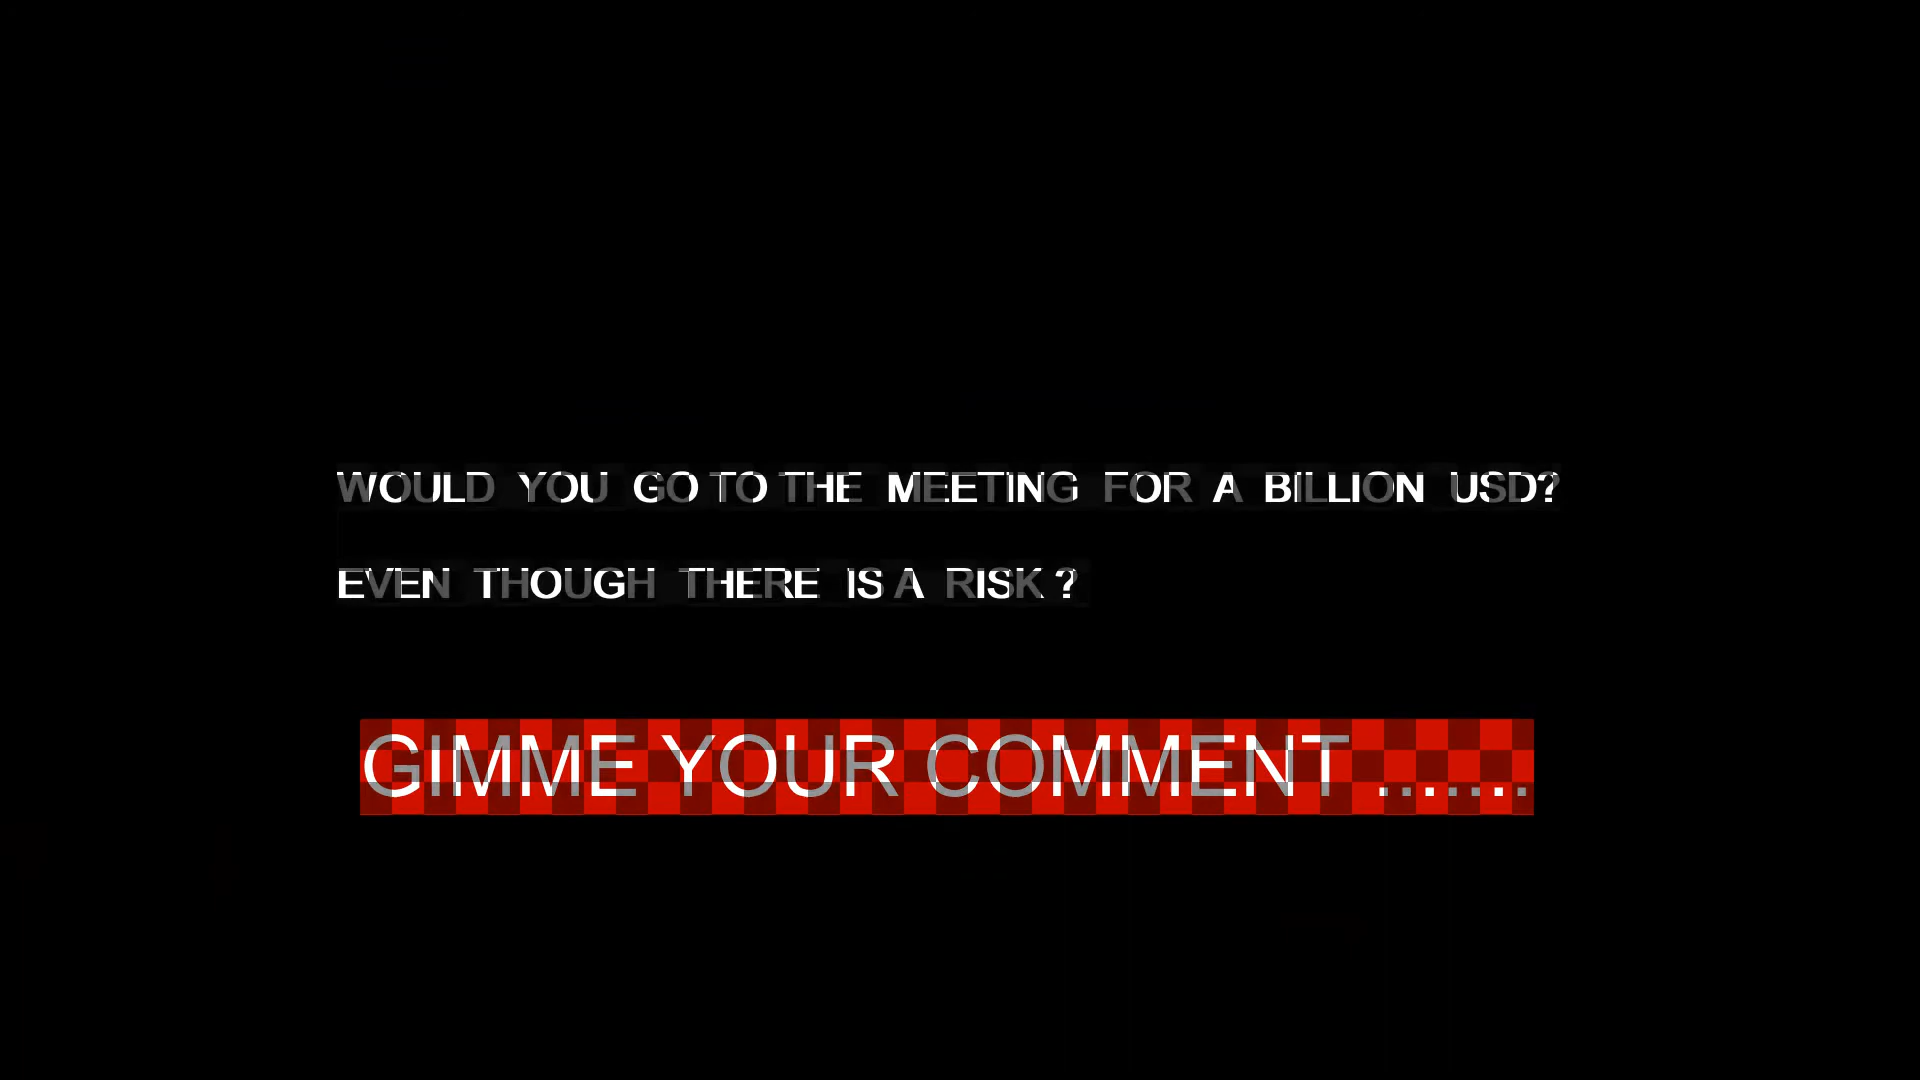 WOULD YOU GO TO THE MEETING FOR A BILLION USD?
EVEN THOUGH THERE IS A RISK ?
GIMME YOUR COMMENT .......